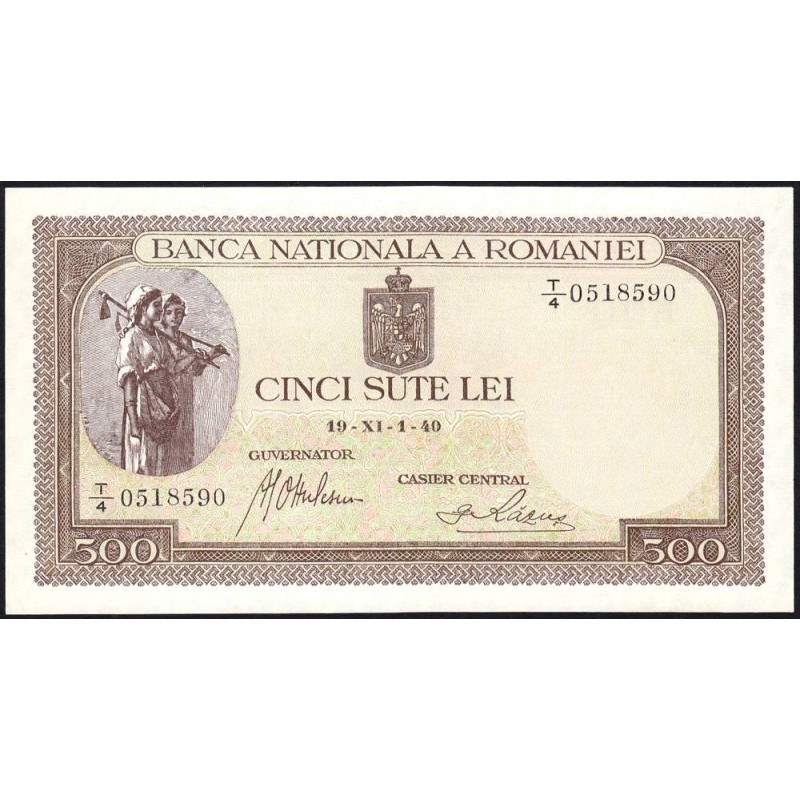 BANCA NATIONALA A ROMANIEI
T/4 0518590
CINCI SUTE LEI
19-XI-1-40
GUVERNATOR
CASIER CENTRAL
T/4 0518590
500
500